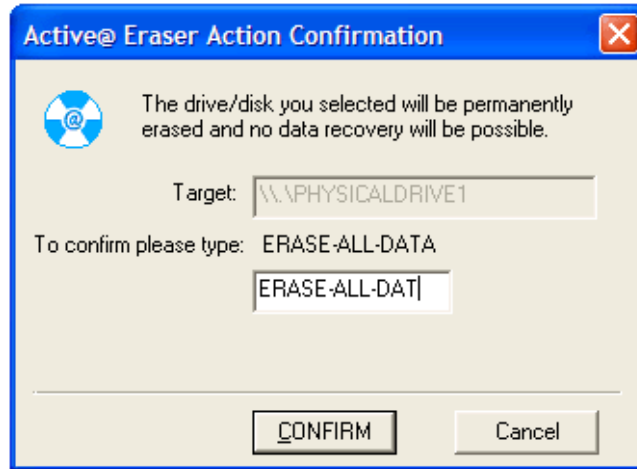 Active@ Eraser Action Confirmation
@
The drive/disk you selected will be permanently
erased and no data recovery will be possible.
Target: \\.\PHYSICALDRIVE1
To confirm please type: ERASE-ALL-DATA
ERASE-ALL-DAT
CONFIRM Cancel